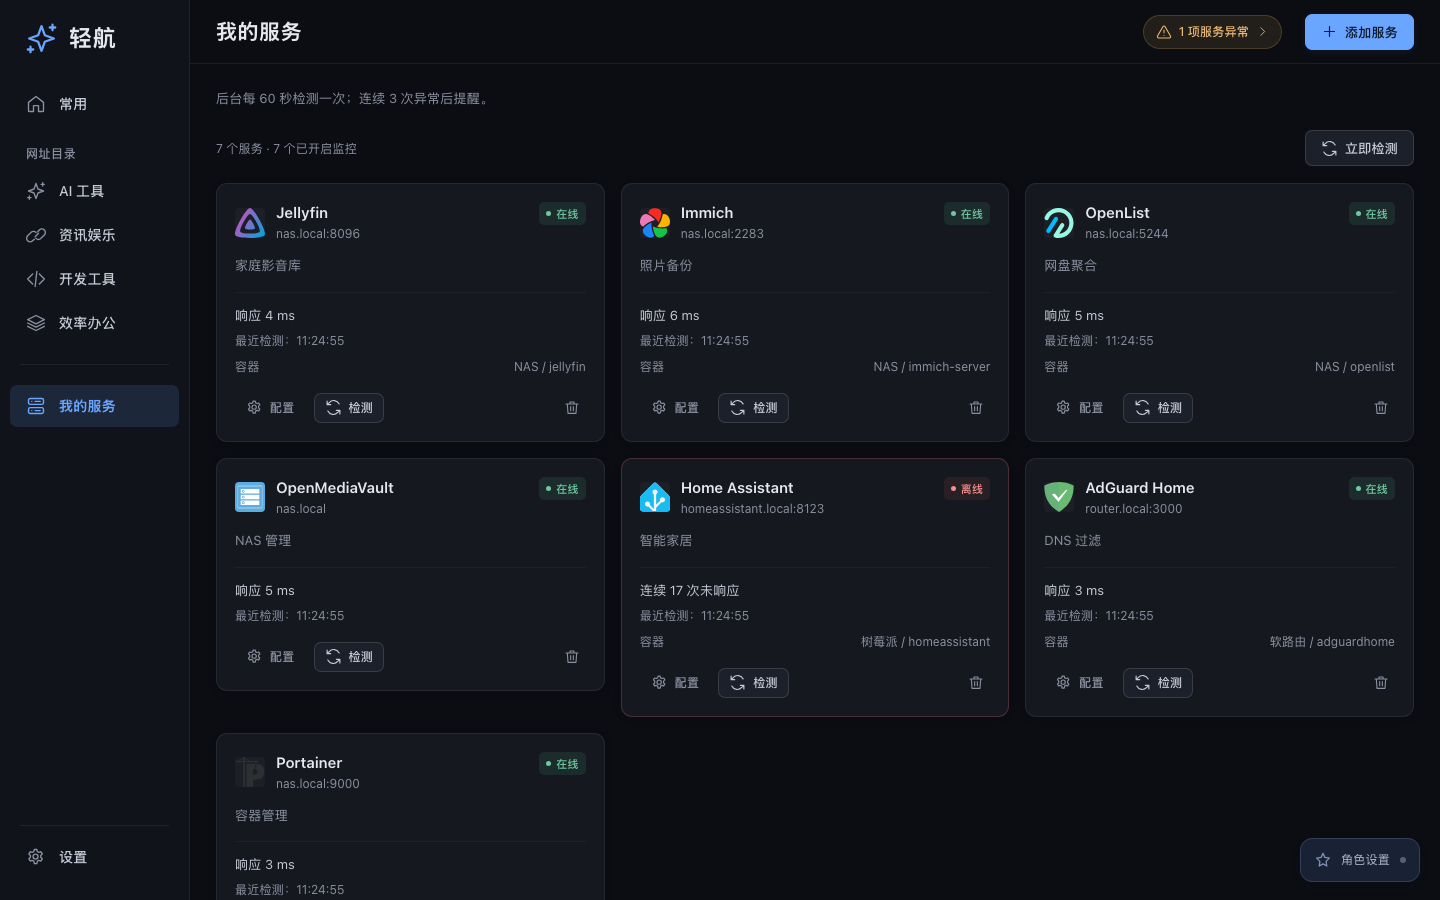 轻航
常用
网址目录
AI 工具
资讯娱乐
开发工具
效率办公
我的服务
设置
我的服务
1 项服务异常
添加服务
后台每 60 秒检测一次；连续 3 次异常后提醒。
7 个服务 · 7 个已开启监控
立即检测
Jellyfin
在线
nas.local:8096
家庭影音库
响应 4 ms
最近检测：11:24:55
容器
NAS / jellyfin
配置
检测
Immich
在线
nas.local:2283
照片备份
响应 6 ms
最近检测：11:24:55
容器
NAS / immich-server
配置
检测
OpenList
在线
nas.local:5244
网盘聚合
响应 5 ms
最近检测：11:24:55
容器
NAS / openlist
配置
检测
OpenMediaVault
在线
nas.local
NAS 管理
响应 5 ms
最近检测：11:24:55
配置
检测
Home Assistant
离线
homeassistant.local:8123
智能家居
连续 17 次未响应
最近检测：11:24:55
容器
树莓派 / homeassistant
配置
检测
AdGuard Home
在线
router.local:3000
DNS 过滤
响应 3 ms
最近检测：11:24:55
容器
软路由 / adguardhome
配置
检测
Portainer
在线
nas.local:9000
容器管理
响应 3 ms
最近检测：11:24:55
角色设置